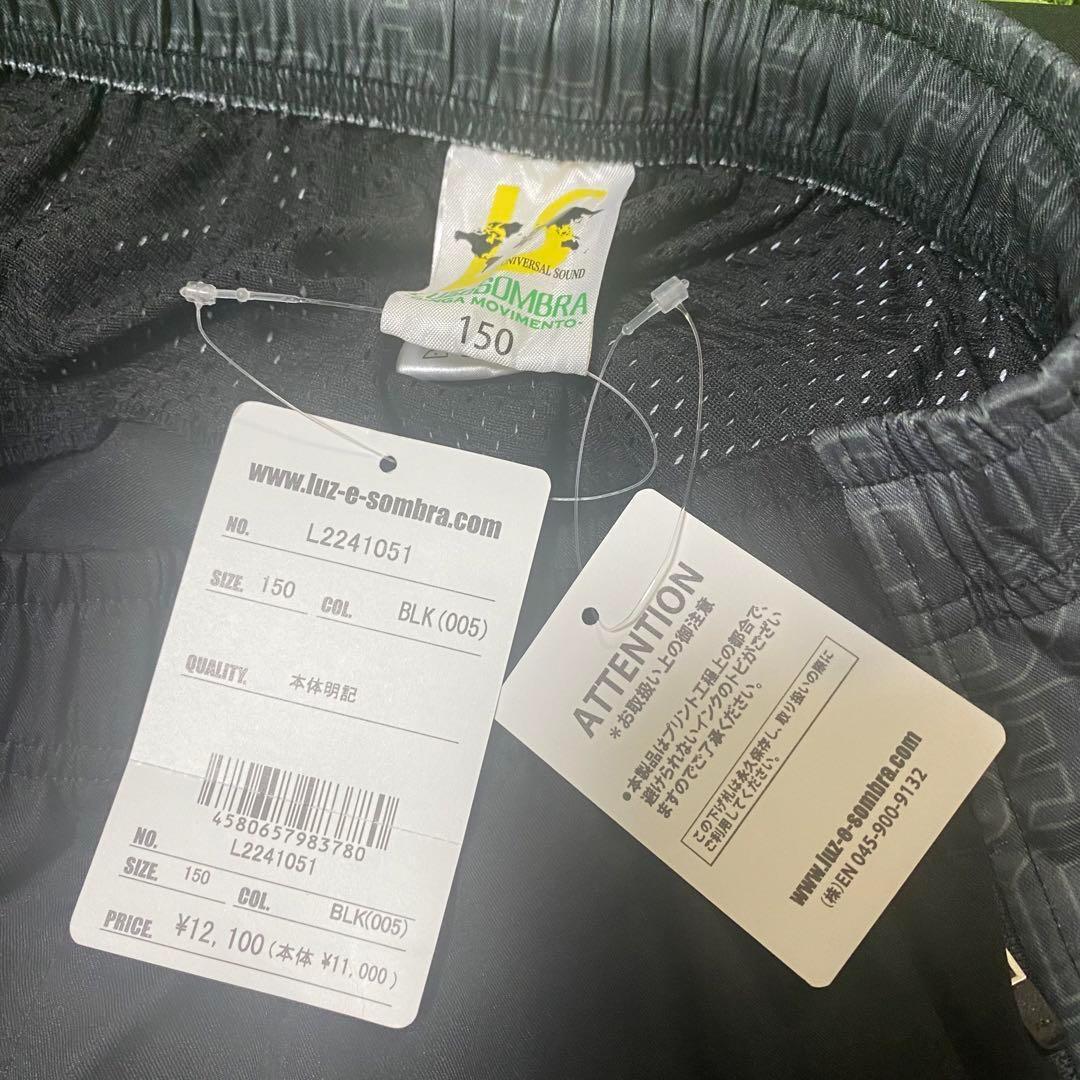 UNIVERSAL SOUND
SOMBRA
MOVIMENTO-
150
www.luz-e-sombra.com
NO. L2241051
SIZE. 150 COL. BLK(005)
QUALITY. 本体明記
4580657983780
NO. L2241051
SIZE. 150 COL. BLK(005)
PRICE. ¥12,100(本体 ¥11,000)
ATTENTION
*お取扱い上の御注意
•本製品はプリント工程上の都合で、
避けられないインクのトビがござい
ますのでご了承ください。
この下げ札は永久保存し、取り扱いの際に
ご利用してください。
www.luz-e-sombra.com
(株)EN 045-900-9132